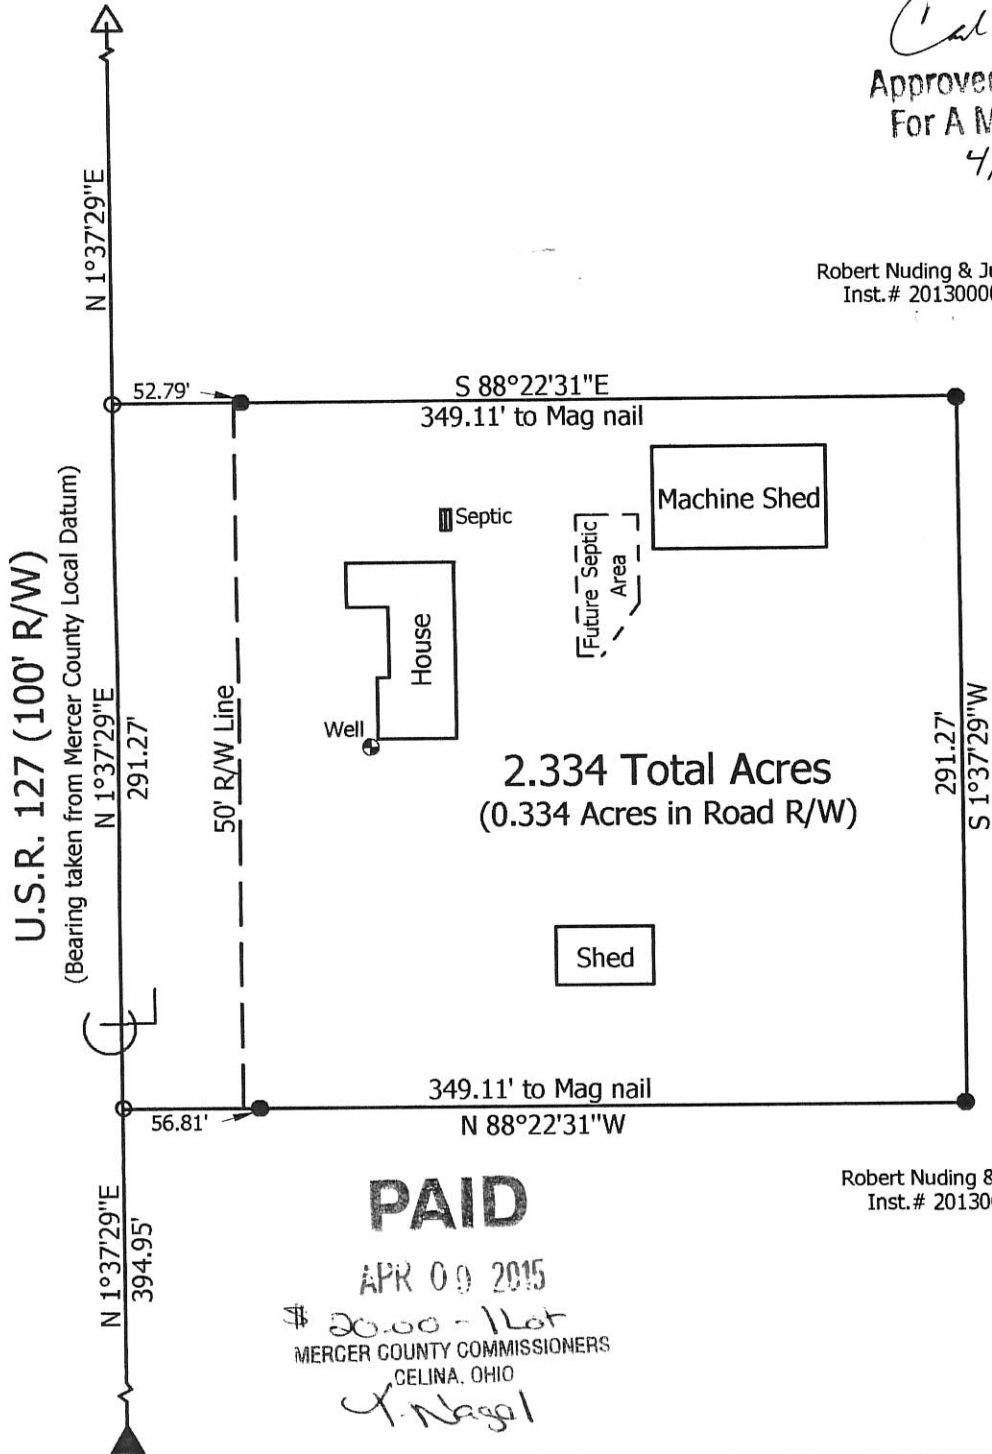 Approve
For A M
4/
N 1°37'29"E
Robert Nuding & Ju
Inst.# 2013000
52.79'
S 88°22'31"E
349.11' to Mag nail
Machine Shed
Septic
Future Septic
Area
House
Well
U.S.R. 127 (100' R/W)
(Bearing taken from Mercer County Local Datum)
N 1°37'29"E
291.27'
50' R/W Line
2.334 Total Acres
(0.334 Acres in Road R/W)
291.27'
S 1°37'29"W
Shed
349.11' to Mag nail
N 88°22'31"W
56.81'
N 1°37'29"E
394.95'
Robert Nuding &
Inst.# 20130
PAID
APR 09 2015
$ 20.00 - 1 Lot
MERCER COUNTY COMMISSIONERS
CELINA, OHIO
Y. Nagel